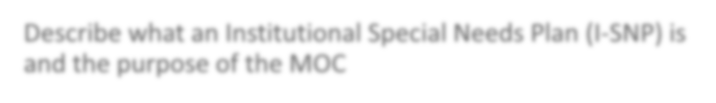 Describe what an Institutional Special Needs Plan (I-SNP) is
and the purpose of the MOC